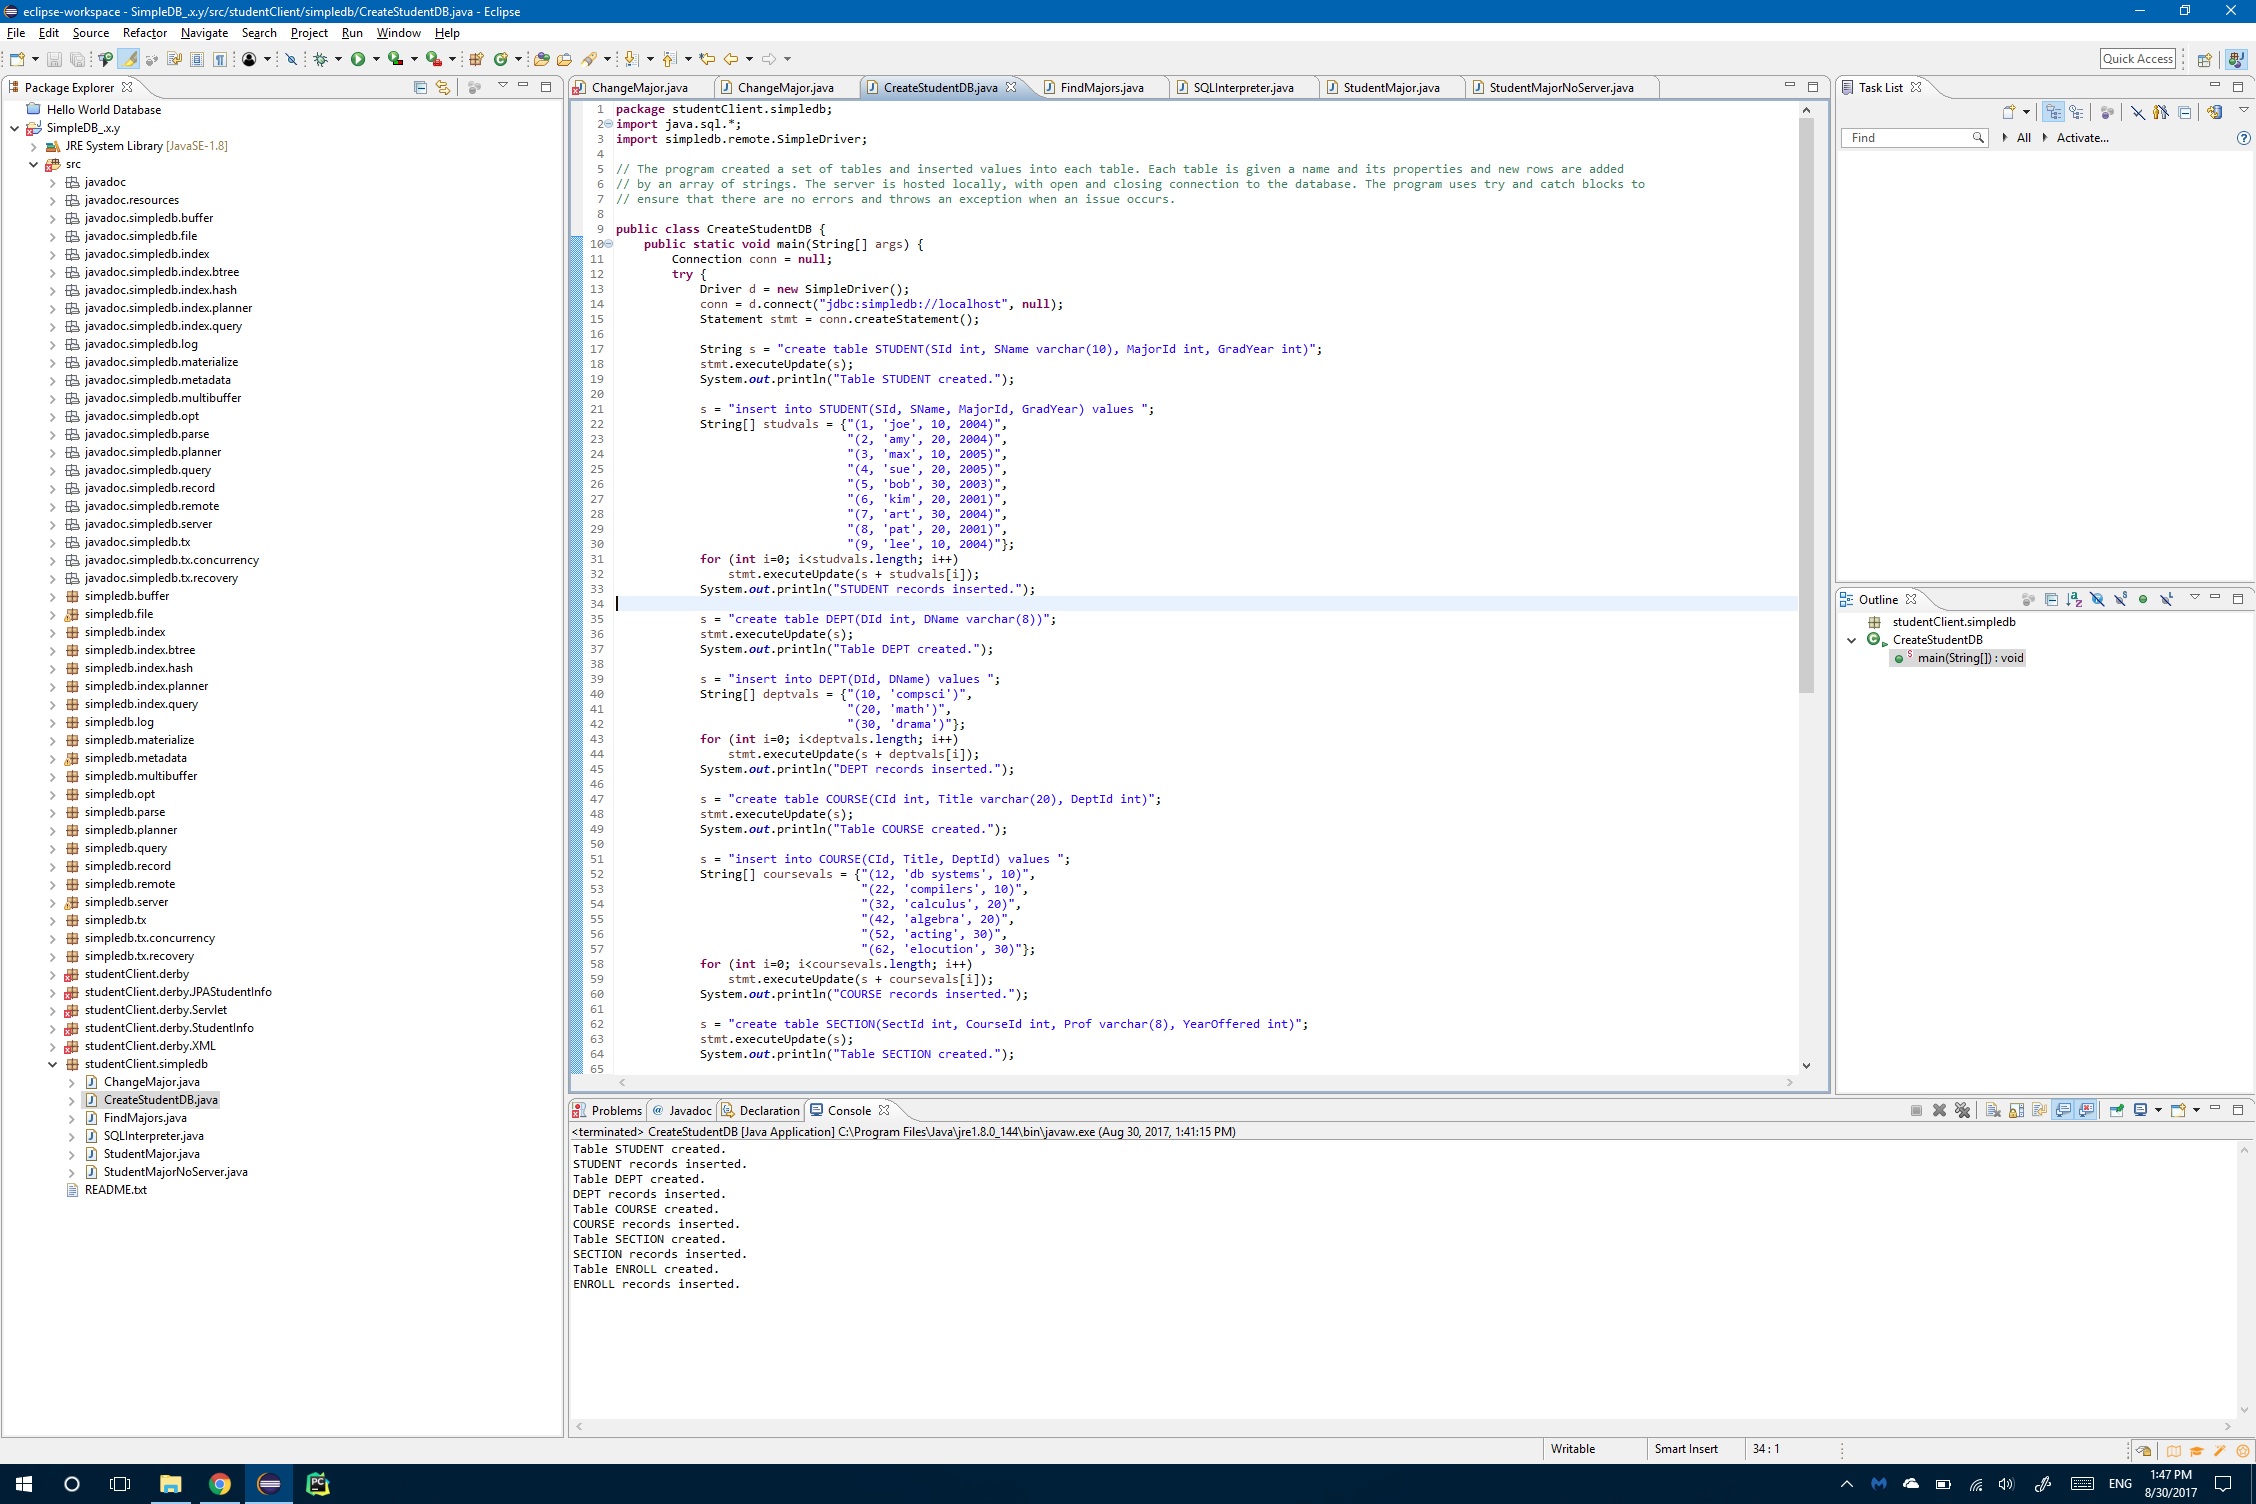 eclipse-workspace - SimpleDB_.x.y/src/studentClient/simpledb/CreateStudentDB.java - Eclipse
File Edit Source Refactor Navigate Search Project Run Window Help
Quick Access
Package Explorer
Hello World Database
SimpleDB_.x.y
JRE System Library [JavaSE-1.8]
src
javadoc
javadoc.resources
javadoc.simpledb.buffer
javadoc.simpledb.file
javadoc.simpledb.index
javadoc.simpledb.index.btree
javadoc.simpledb.index.hash
javadoc.simpledb.index.planner
javadoc.simpledb.index.query
javadoc.simpledb.log
javadoc.simpledb.materialize
javadoc.simpledb.metadata
javadoc.simpledb.multibuffer
javadoc.simpledb.opt
javadoc.simpledb.parse
javadoc.simpledb.planner
javadoc.simpledb.query
javadoc.simpledb.record
javadoc.simpledb.remote
javadoc.simpledb.server
javadoc.simpledb.tx
javadoc.simpledb.tx.concurrency
javadoc.simpledb.tx.recovery
simpledb.buffer
simpledb.file
simpledb.index
simpledb.index.btree
simpledb.index.hash
simpledb.index.planner
simpledb.index.query
simpledb.log
simpledb.materialize
simpledb.metadata
simpledb.multibuffer
simpledb.opt
simpledb.parse
simpledb.planner
simpledb.query
simpledb.record
simpledb.remote
simpledb.server
simpledb.tx
simpledb.tx.concurrency
simpledb.tx.recovery
studentClient.derby
studentClient.derby.JPAStudentInfo
studentClient.derby.Servlet
studentClient.derby.StudentInfo
studentClient.derby.XML
studentClient.simpledb
ChangeMajor.java
CreateStudentDB.java
FindMajors.java
SQLInterpreter.java
StudentMajor.java
StudentMajorNoServer.java
README.txt
ChangeMajor.java ChangeMajor.java CreateStudentDB.java FindMajors.java SQLInterpreter.java StudentMajor.java StudentMajorNoServer.java
1 package studentClient.simpledb;
2 import java.sql.*;
3 import simpledb.remote.SimpleDriver;
4
5 // The program created a set of tables and inserted values into each table. Each table is given a name and its properties and new rows are added
6 // by an array of strings. The server is hosted locally, with open and closing connection to the database. The program uses try and catch blocks to
7 // ensure that there are no errors and throws an exception when an issue occurs.
8
9 public class CreateStudentDB {
10 public static void main(String[] args) {
11 Connection conn = null;
12 try {
13 Driver d = new SimpleDriver();
14 conn = d.connect("jdbc:simpledb://localhost", null);
15 Statement stmt = conn.createStatement();
16
17 String s = "create table STUDENT(SId int, SName varchar(10), MajorId int, GradYear int)";
18 stmt.executeUpdate(s);
19 System.out.println("Table STUDENT created.");
20
21 s = "insert into STUDENT(SId, SName, MajorId, GradYear) values ";
22 String[] studvals = {"(1, 'joe', 10, 2004)",
23 "(2, 'amy', 20, 2004)",
24 "(3, 'max', 10, 2005)",
25 "(4, 'sue', 20, 2005)",
26 "(5, 'bob', 30, 2003)",
27 "(6, 'kim', 20, 2001)",
28 "(7, 'art', 30, 2004)",
29 "(8, 'pat', 20, 2001)",
30 "(9, 'lee', 10, 2004)"};
31 for (int i=0; i<studvals.length; i++)
32 stmt.executeUpdate(s + studvals[i]);
33 System.out.println("STUDENT records inserted.");
34
35 s = "create table DEPT(DId int, DName varchar(8))";
36 stmt.executeUpdate(s);
37 System.out.println("Table DEPT created.");
38
39 s = "insert into DEPT(DId, DName) values ";
40 String[] deptvals = {"(10, 'compsci')",
41 "(20, 'math')",
42 "(30, 'drama')"};
43 for (int i=0; i<deptvals.length; i++)
44 stmt.executeUpdate(s + deptvals[i]);
45 System.out.println("DEPT records inserted.");
46
47 s = "create table COURSE(CId int, Title varchar(20), DeptId int)";
48 stmt.executeUpdate(s);
49 System.out.println("Table COURSE created.");
50
51 s = "insert into COURSE(CId, Title, DeptId) values ";
52 String[] coursevals = {"(12, 'db systems', 10)",
53 "(22, 'compilers', 10)",
54 "(32, 'calculus', 20)",
55 "(42, 'algebra', 20)",
56 "(52, 'acting', 30)",
57 "(62, 'elocution', 30)"};
58 for (int i=0; i<coursevals.length; i++)
59 stmt.executeUpdate(s + coursevals[i]);
60 System.out.println("COURSE records inserted.");
61
62 s = "create table SECTION(SectId int, CourseId int, Prof varchar(8), YearOffered int)";
63 stmt.executeUpdate(s);
64 System.out.println("Table SECTION created.");
65
Problems Javadoc Declaration Console
<terminated> CreateStudentDB [Java Application] C:\Program Files\Java\jre1.8.0_144\bin\javaw.exe (Aug 30, 2017, 1:41:15 PM)
Table STUDENT created.
STUDENT records inserted.
Table DEPT created.
DEPT records inserted.
Table COURSE created.
COURSE records inserted.
Table SECTION created.
SECTION records inserted.
Table ENROLL created.
ENROLL records inserted.
Task List
Find All Activate...
Outline
studentClient.simpledb
CreateStudentDB
main(String[]) : void
Writable Smart Insert 34 : 1
ENG
1:47 PM
8/30/2017